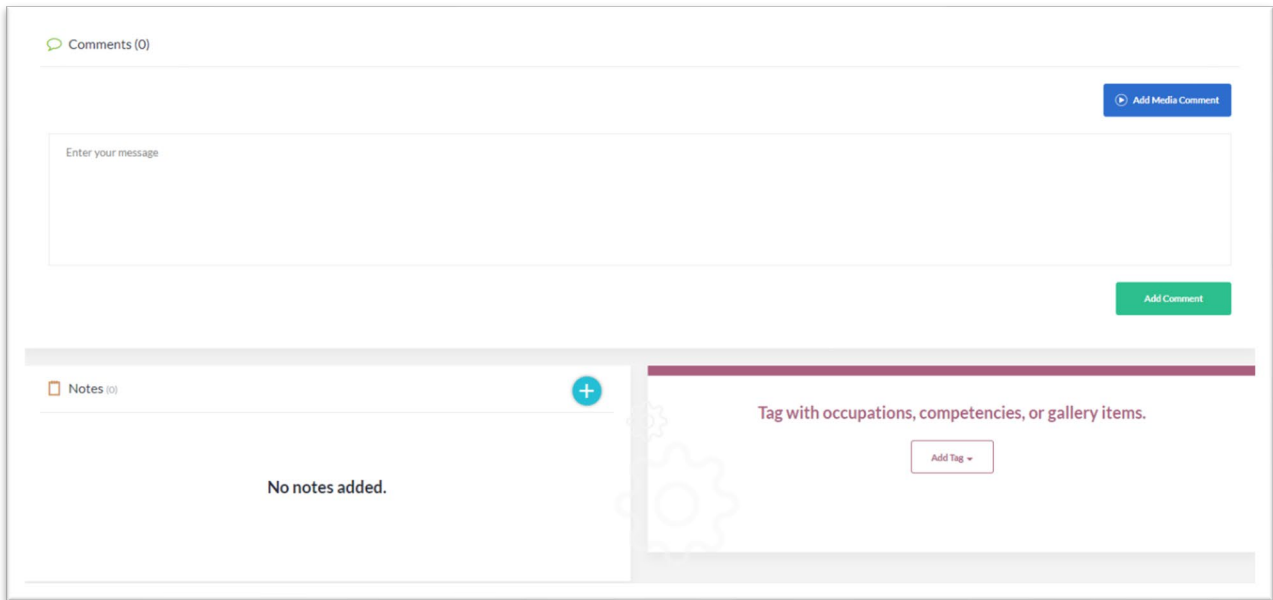 Comments (0)
Add Media Comment
Enter your message
Add Comment
Notes (0)
No notes added.
Tag with occupations, competencies, or gallery items.
Add Tag